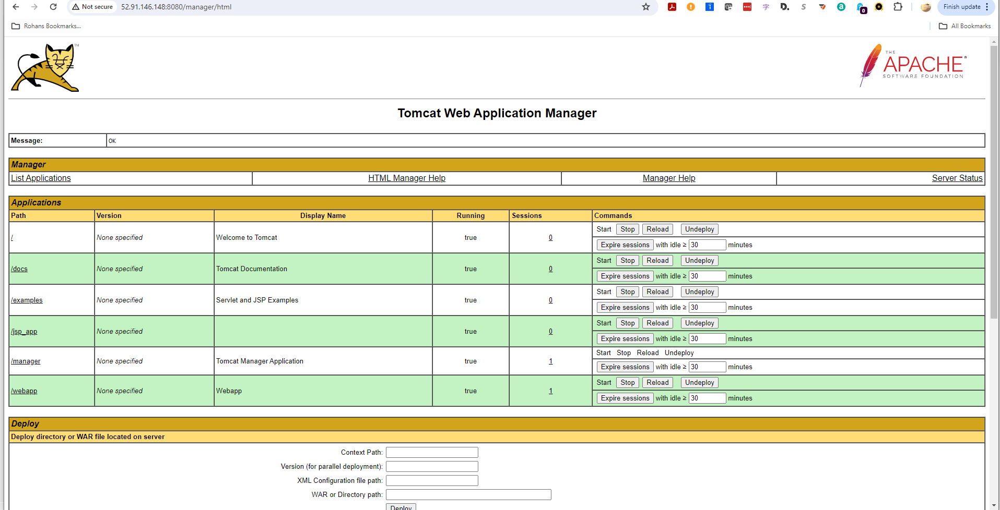 Not secure 52.91.146.148:8080/manager/html Finish update
Rohans Bookmarks... All Bookmarks
TM
THE
APACHE®
SOFTWARE FOUNDATION
Tomcat Web Application Manager
Message: OK
Manager
List Applications HTML Manager Help Manager Help Server Status
Applications
Path Version Display Name Running Sessions Commands
/ None specified Welcome to Tomcat true 0 Start Stop Reload Undeploy
Expire sessions with idle ≥ 30 minutes
/docs None specified Tomcat Documentation true 0 Start Stop Reload Undeploy
Expire sessions with idle ≥ 30 minutes
/examples None specified Servlet and JSP Examples true 0 Start Stop Reload Undeploy
Expire sessions with idle ≥ 30 minutes
/jsp_app None specified true 0 Start Stop Reload Undeploy
Expire sessions with idle ≥ 30 minutes
/manager None specified Tomcat Manager Application true 1 Start Stop Reload Undeploy
Expire sessions with idle ≥ 30 minutes
/webapp None specified Webapp true 1 Start Stop Reload Undeploy
Expire sessions with idle ≥ 30 minutes
Deploy
Deploy directory or WAR file located on server
Context Path:
Version (for parallel deployment):
XML Configuration file path:
WAR or Directory path:
Deploy